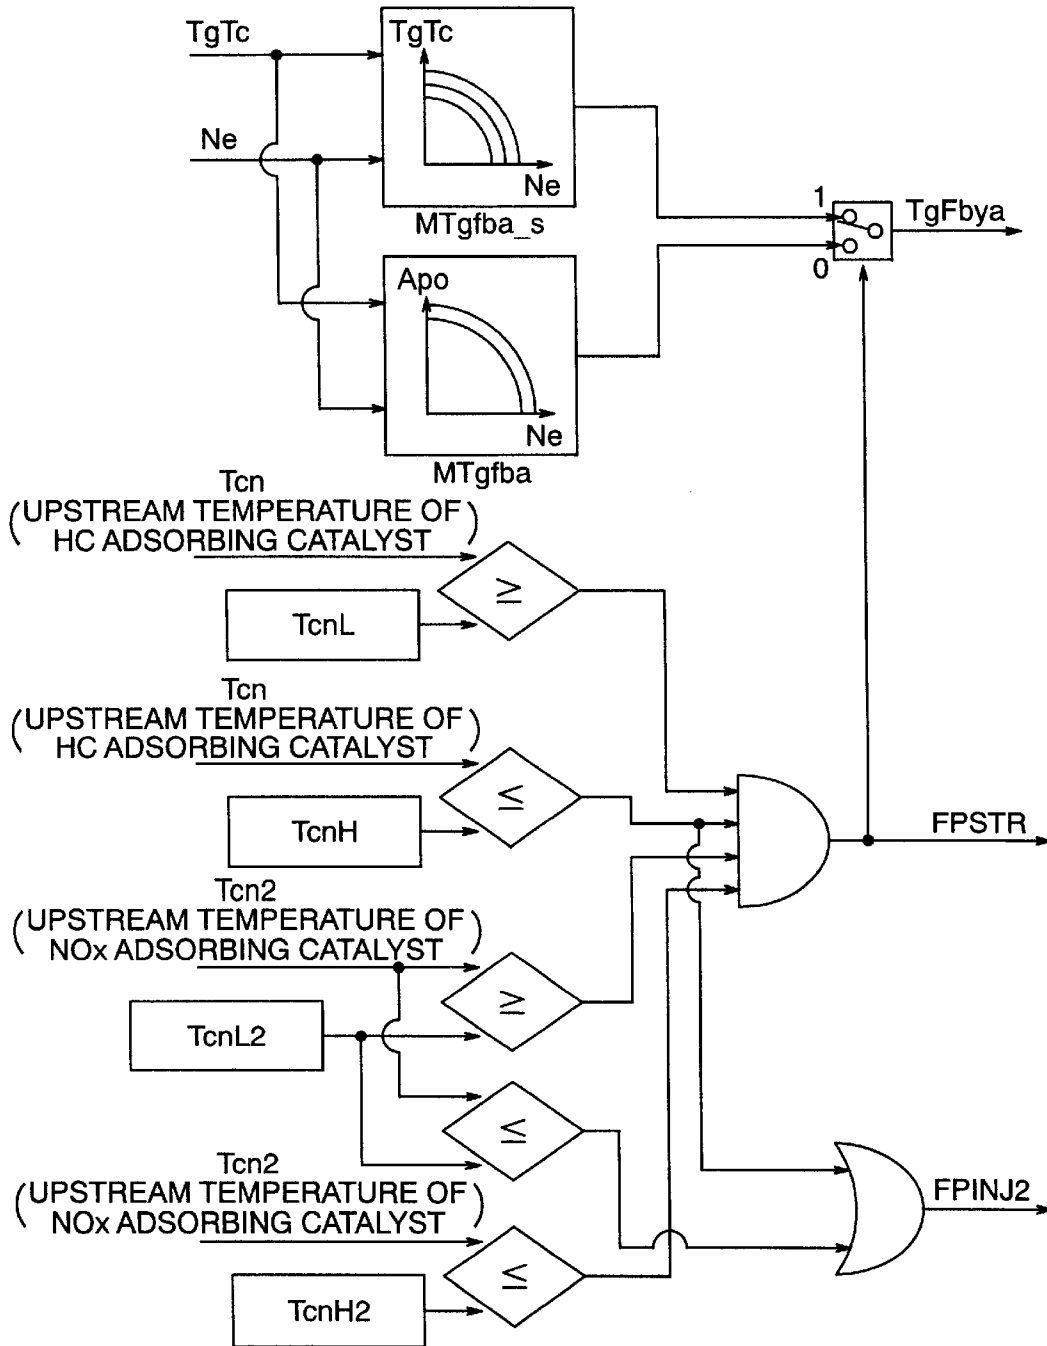 TgTc
TgTc
Ne
Ne
MTgfba_s
1
TgFbya
0
Apo
Ne
MTgfba
Tcn
(UPSTREAM TEMPERATURE OF
HC ADSORBING CATALYST)
≥
TcnL
Tcn
(UPSTREAM TEMPERATURE OF
HC ADSORBING CATALYST)
≤
TcnH
FPSTR
Tcn2
(UPSTREAM TEMPERATURE OF
NOx ADSORBING CATALYST)
≥
TcnL2
≤
Tcn2
(UPSTREAM TEMPERATURE OF
NOx ADSORBING CATALYST)
FPINJ2
≤
TcnH2